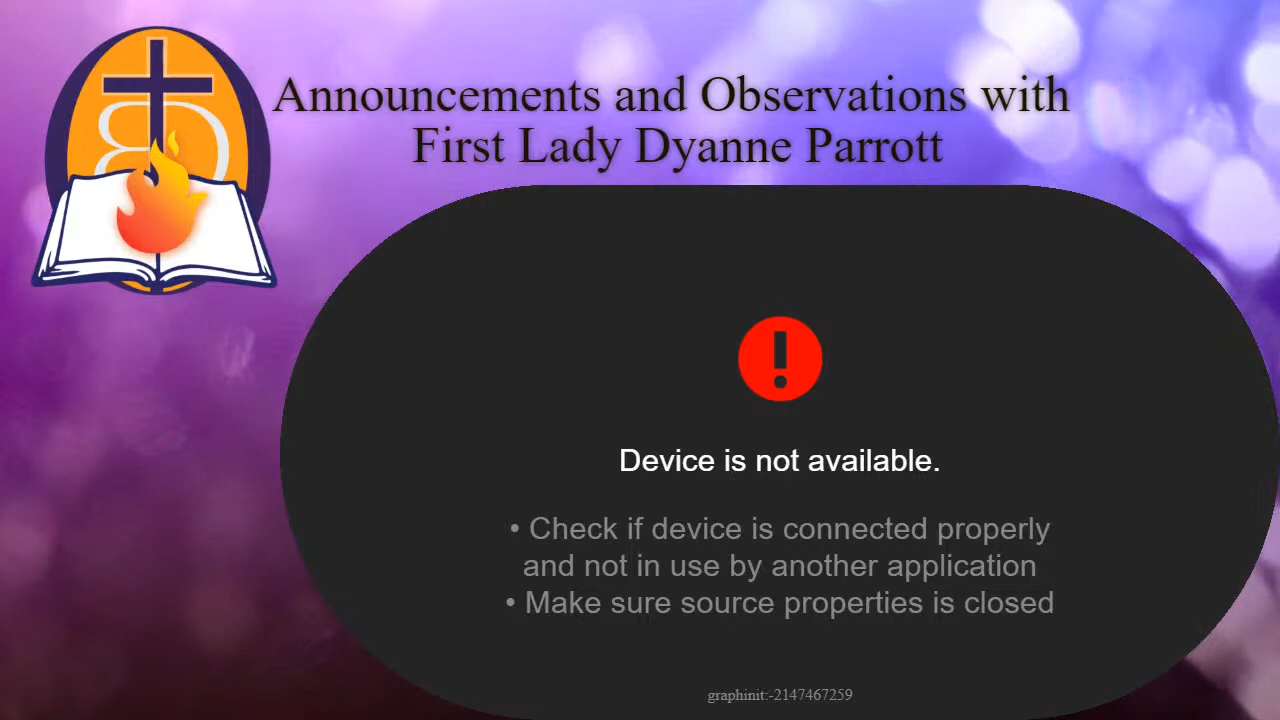 Announcements and Observations with
First Lady Dyanne Parrott
Device is not available.
• Check if device is connected properly
and not in use by another application
• Make sure source properties is closed
graphinit:-2147467259